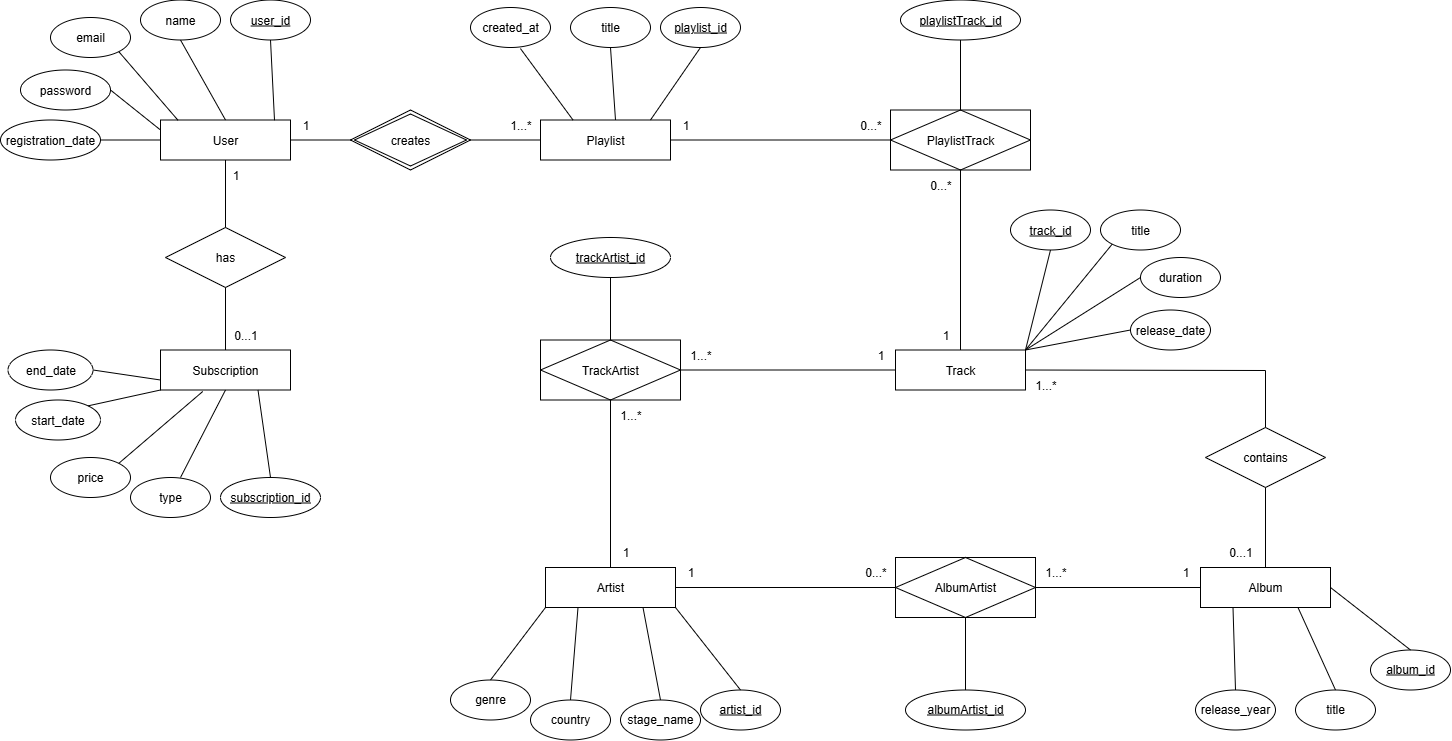 name
user_id
email
password
registration_date
User
1
creates
1...*
created_at
title
playlist_id
Playlist
1
0...*
playlistTrack_id
PlaylistTrack
0...*
1
has
0...1
Subscription
end_date
start_date
price
type
subscription_id
trackArtist_id
TrackArtist
1...*
1...*
1
track_id
title
duration
release_date
1
Track
1...*
contains
0...1
1
Artist
1
0...*
AlbumArtist
1...*
1
Album
genre
country
stage_name
artist_id
albumArtist_id
release_year
title
album_id